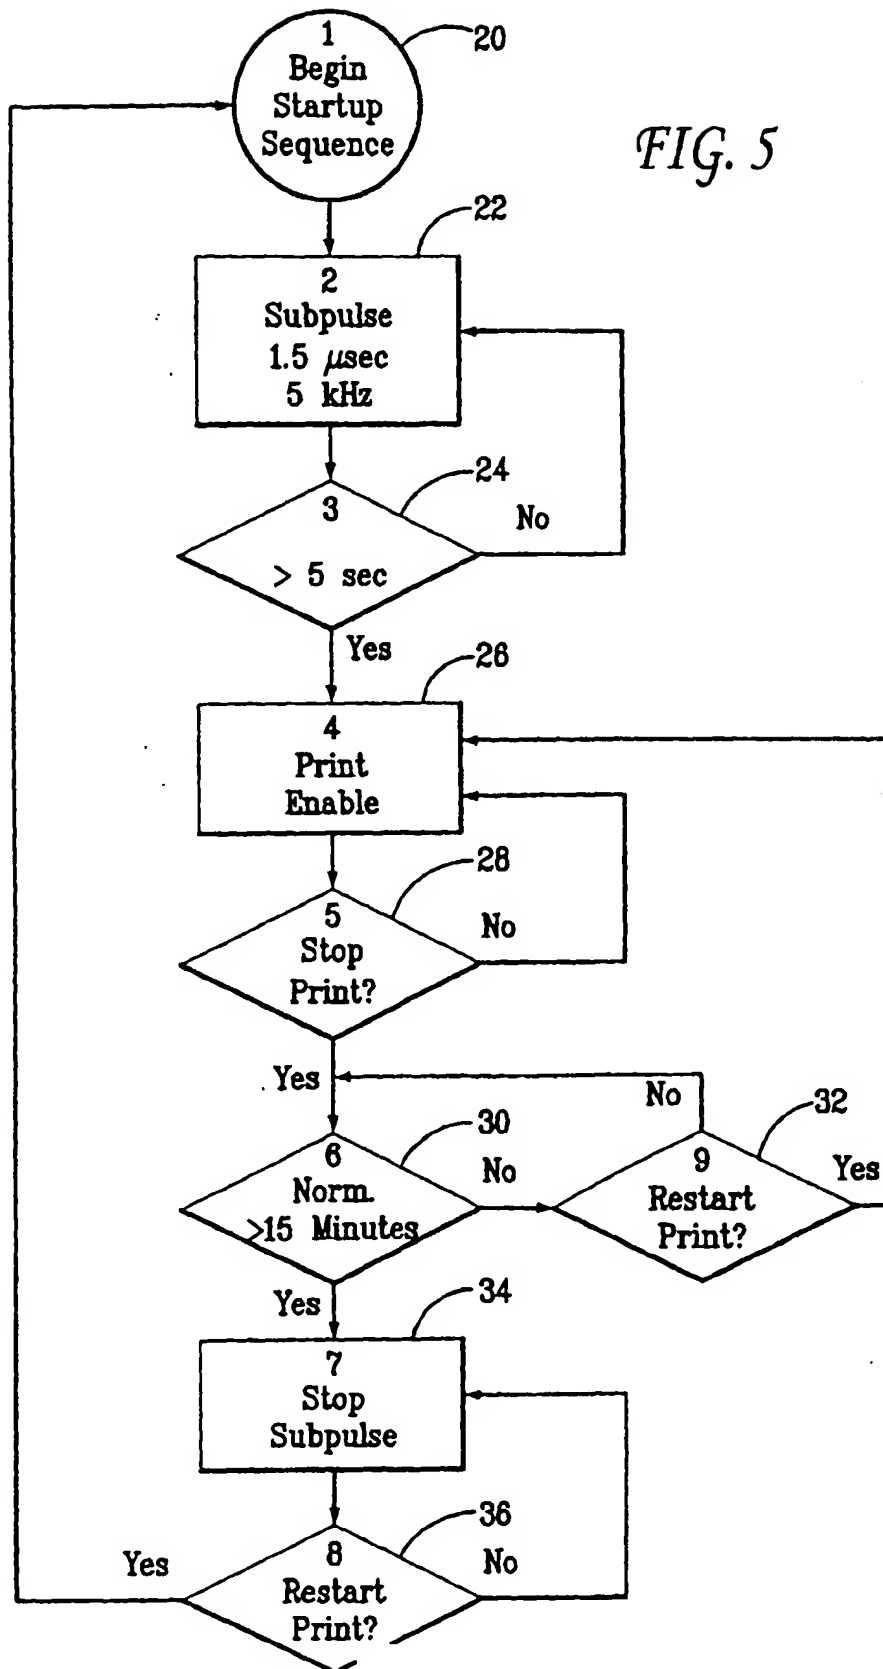 1
Begin
Startup
Sequence
20
FIG. 5
22
2
Subpulse
1.5 μsec
5 kHz
24
3
> 5 sec
No
Yes
26
4
Print
Enable
28
5
Stop
Print?
No
Yes
No
30
32
6
Norm.
>15 Minutes
No
9
Restart
Print?
Yes
Yes
34
7
Stop
Subpulse
36
8
Restart
Print?
Yes
No